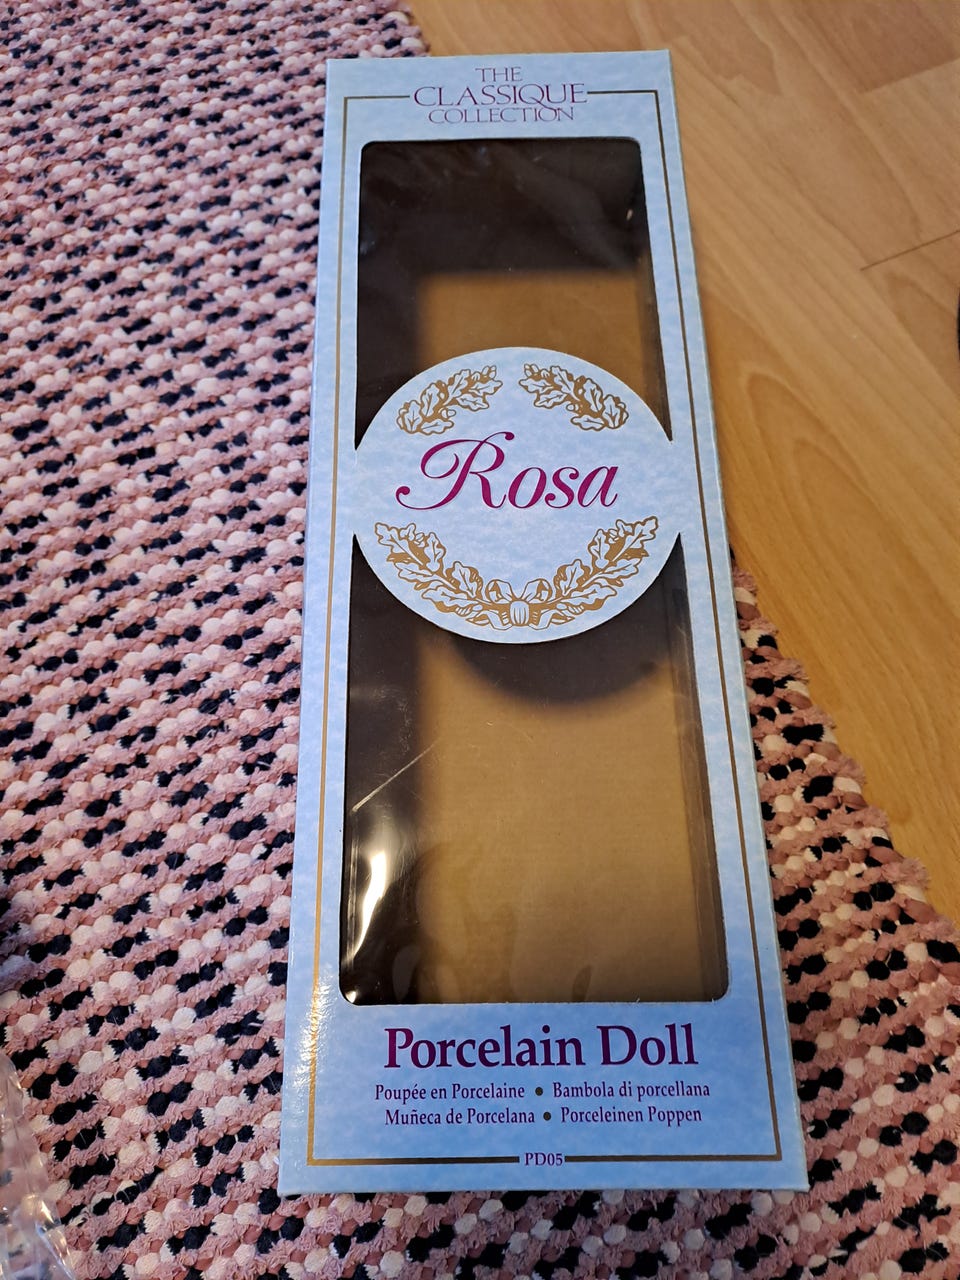 THE
CLASSIQUE
COLLECTION
Rosa
Porcelain Doll
Poupée en Porcelaine • Bambola di porcellana
Muñeca de Porcelana • Porceleinen Poppen
PD05